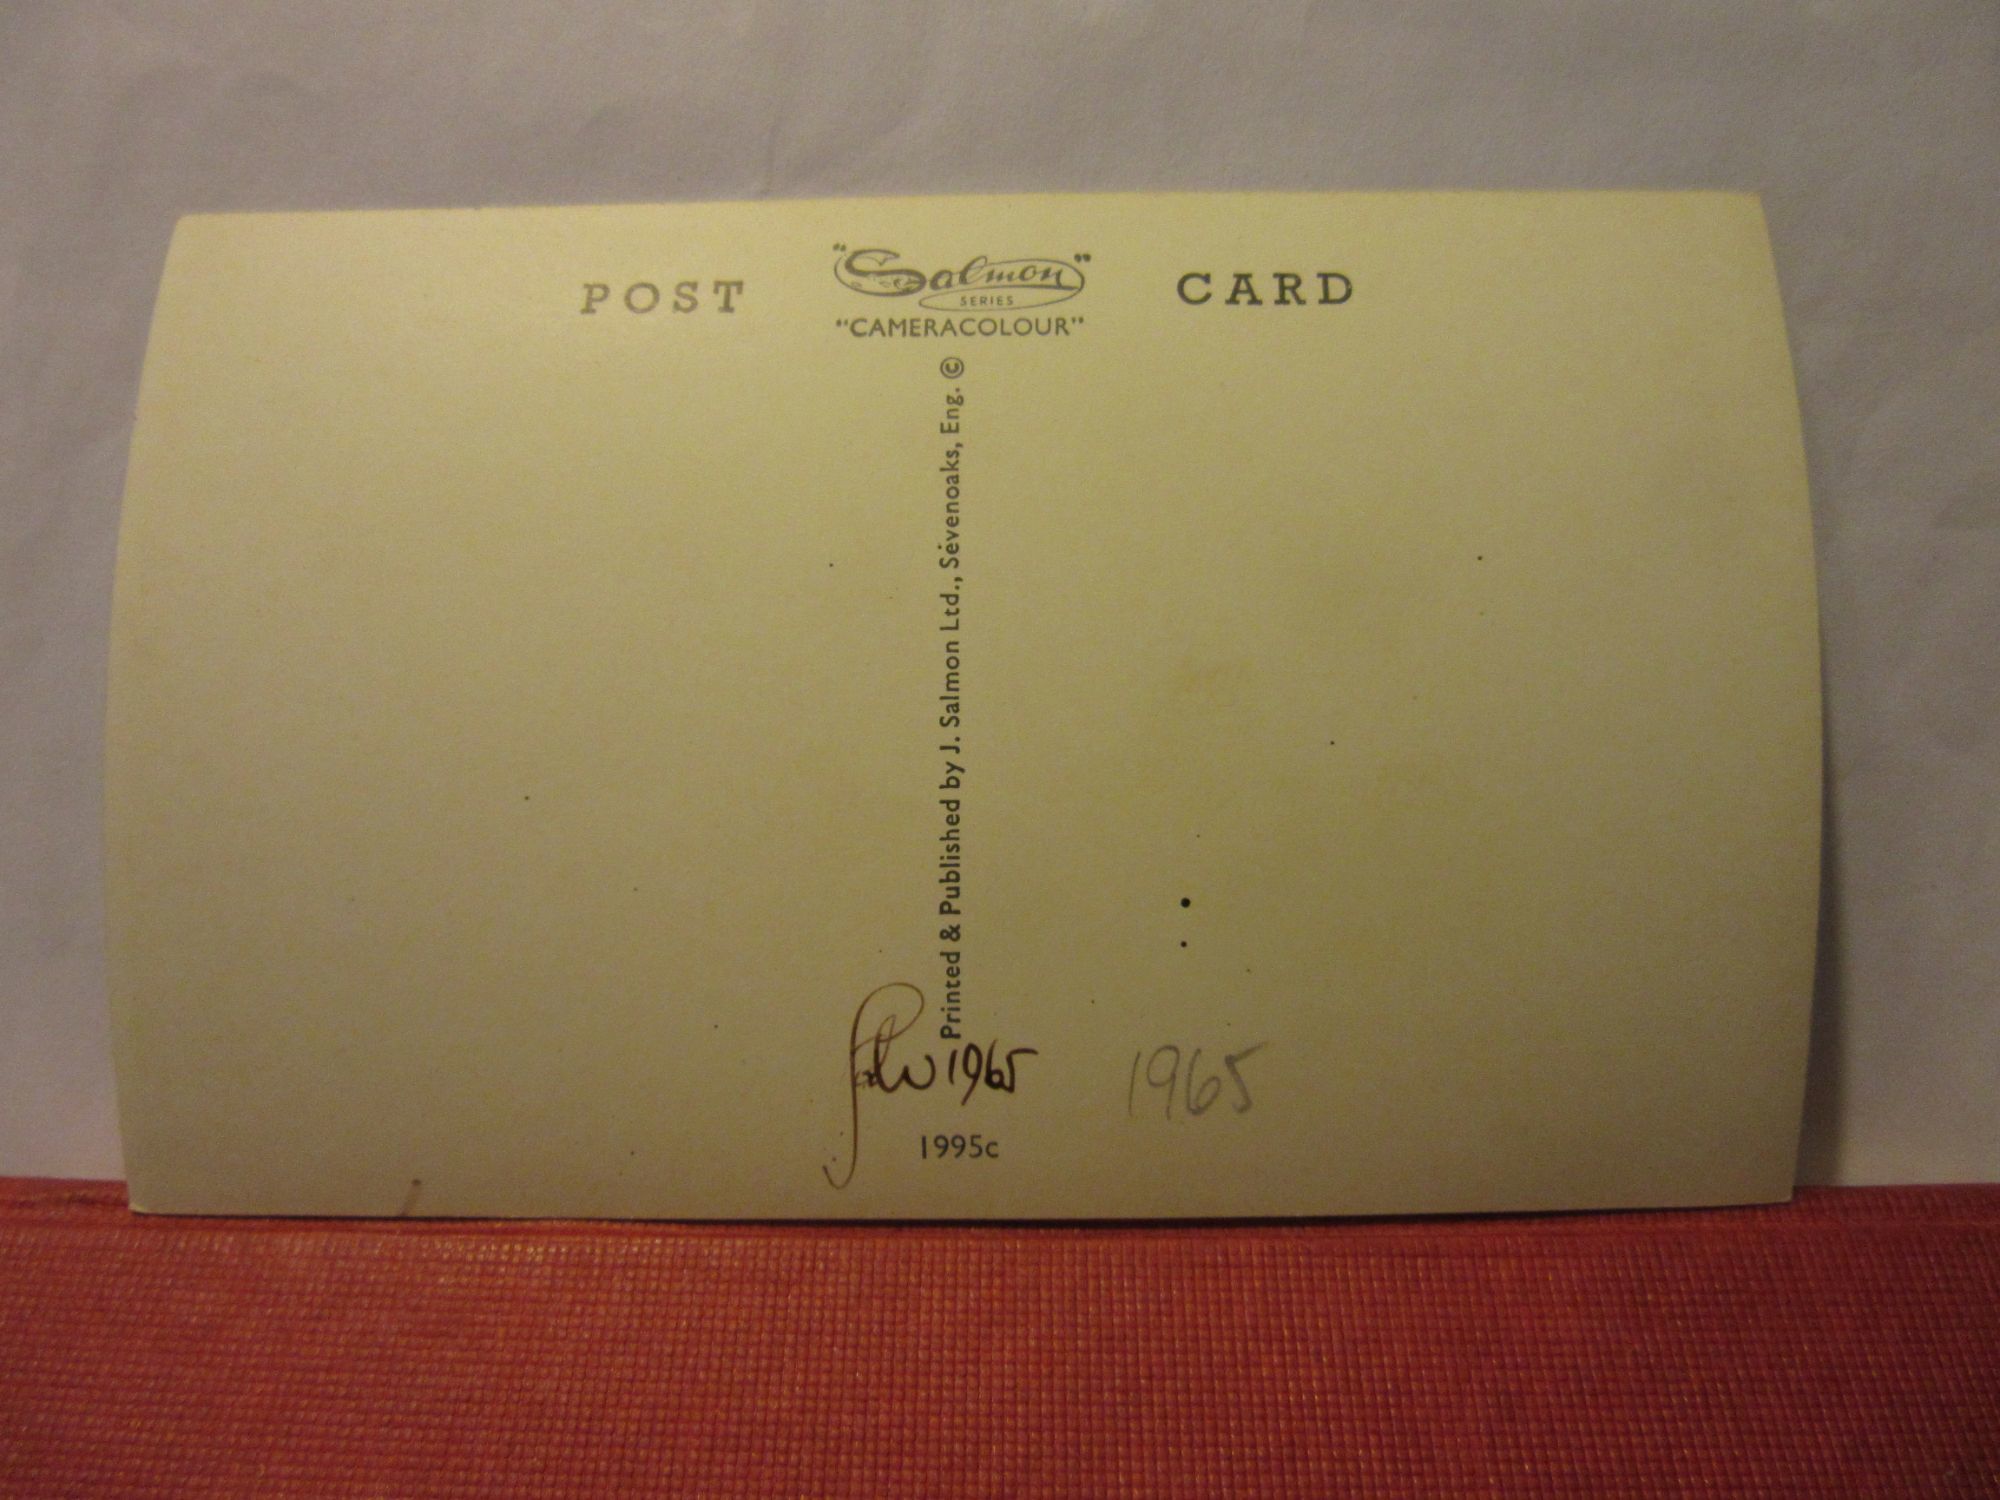 POST "Salmon" CARD
SERIES
"CAMERACOLOUR"
Printed & Published by J. Salmon Ltd., Sevenoaks, Eng. ©
1965 1965
1995c